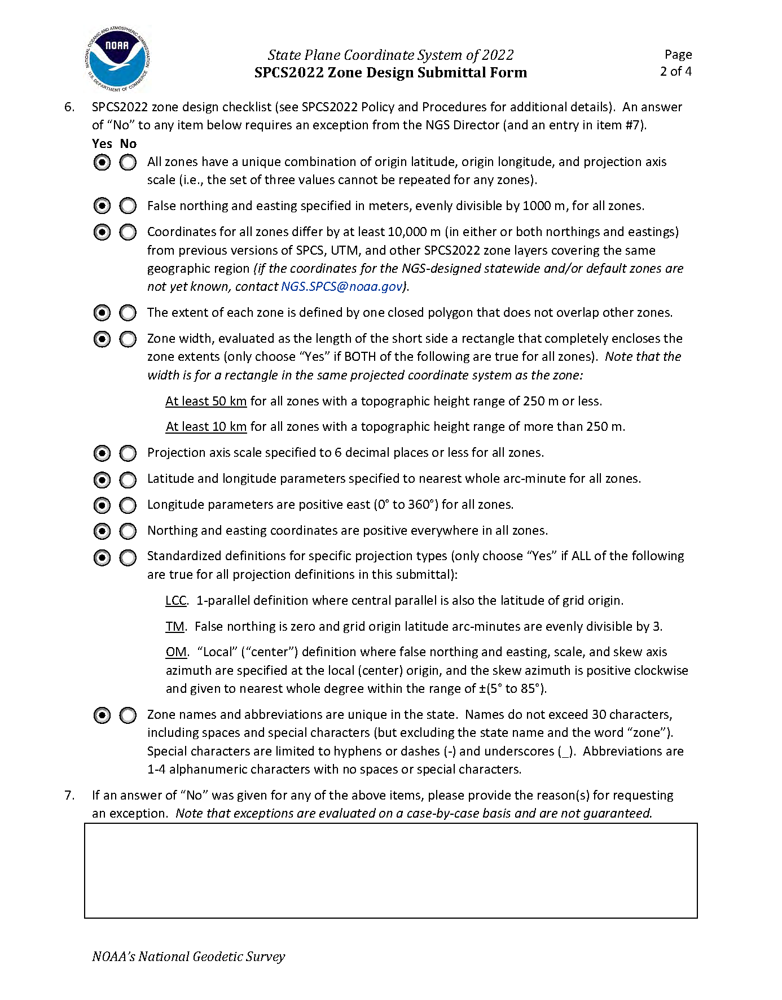 NATIONAL OCEANIC AND ATMOSPHERIC ADMINISTRATION
NOAA
U.S. DEPARTMENT OF COMMERCE
State Plane Coordinate System of 2022
SPCS2022 Zone Design Submittal Form
Page
2 of 4
6. SPCS2022 zone design checklist (see SPCS2022 Policy and Procedures for additional details). An answer
of “No” to any item below requires an exception from the NGS Director (and an entry in item #7).
Yes No
All zones have a unique combination of origin latitude, origin longitude, and projection axis
scale (i.e., the set of three values cannot be repeated for any zones).
False northing and easting specified in meters, evenly divisible by 1000 m, for all zones.
Coordinates for all zones differ by at least 10,000 m (in either or both northings and eastings)
from previous versions of SPCS, UTM, and other SPCS2022 zone layers covering the same
geographic region (if the coordinates for the NGS-designed statewide and/or default zones are
not yet known, contact NGS.SPCS@noaa.gov).
The extent of each zone is defined by one closed polygon that does not overlap other zones.
Zone width, evaluated as the length of the short side a rectangle that completely encloses the
zone extents (only choose “Yes” if BOTH of the following are true for all zones). Note that the
width is for a rectangle in the same projected coordinate system as the zone:
At least 50 km for all zones with a topographic height range of 250 m or less.
At least 10 km for all zones with a topographic height range of more than 250 m.
Projection axis scale specified to 6 decimal places or less for all zones.
Latitude and longitude parameters specified to nearest whole arc-minute for all zones.
Longitude parameters are positive east (0° to 360°) for all zones.
Northing and easting coordinates are positive everywhere in all zones.
Standardized definitions for specific projection types (only choose “Yes” if ALL of the following
are true for all projection definitions in this submittal):
LCC. 1-parallel definition where central parallel is also the latitude of grid origin.
TM. False northing is zero and grid origin latitude arc-minutes are evenly divisible by 3.
OM. “Local” (“center”) definition where false northing and easting, scale, and skew axis
azimuth are specified at the local (center) origin, and the skew azimuth is positive clockwise
and given to nearest whole degree within the range of ±(5° to 85°).
Zone names and abbreviations are unique in the state. Names do not exceed 30 characters,
including spaces and special characters (but excluding the state name and the word “zone”).
Special characters are limited to hyphens or dashes (-) and underscores (_). Abbreviations are
1-4 alphanumeric characters with no spaces or special characters.
7. If an answer of “No” was given for any of the above items, please provide the reason(s) for requesting
an exception. Note that exceptions are evaluated on a case-by-case basis and are not guaranteed.
NOAA’s National Geodetic Survey